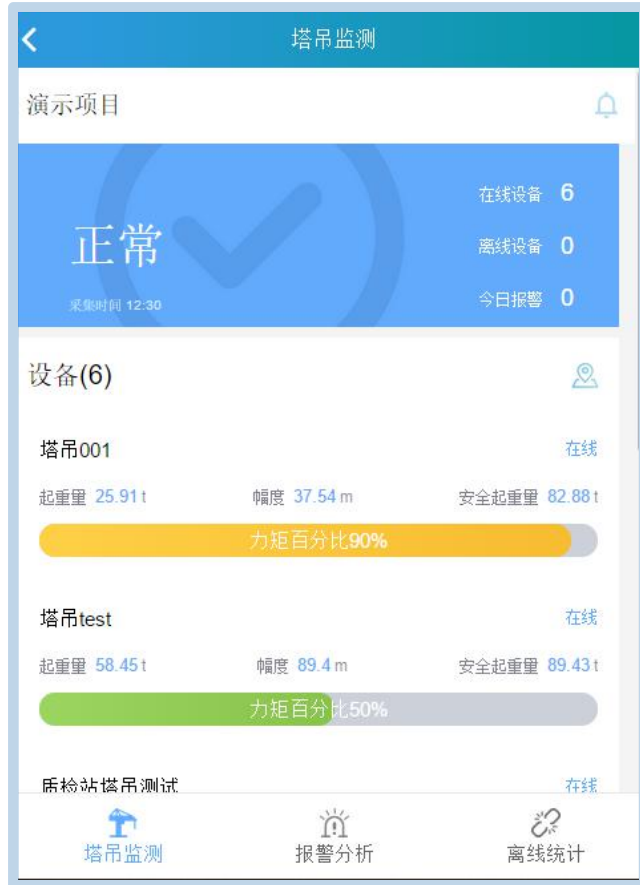 塔吊监测
演示项目
在线设备 6
正常
离线设备 0
采集时间 12:30
今日报警 0
设备(6)
塔吊001 在线
起重量 25.91 t 幅度 37.54 m 安全起重量 82.88 t
力矩百分比90%
塔吊test 在线
起重量 58.45 t 幅度 89.4 m 安全起重量 89.43 t
力矩百分比50%
质检站塔吊测试 在线
塔吊监测 报警分析 离线统计